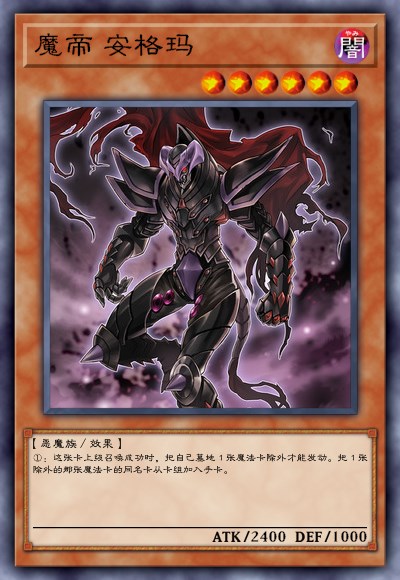 魔帝 安格玛
やみ
闇
【恶魔族/效果】
①：这张卡上级召唤成功时，把自己墓地1张魔法卡除外才能发动。把1张
除外的那张魔法卡的同名卡从卡组加入手卡。
ATK/2400 DEF/1000